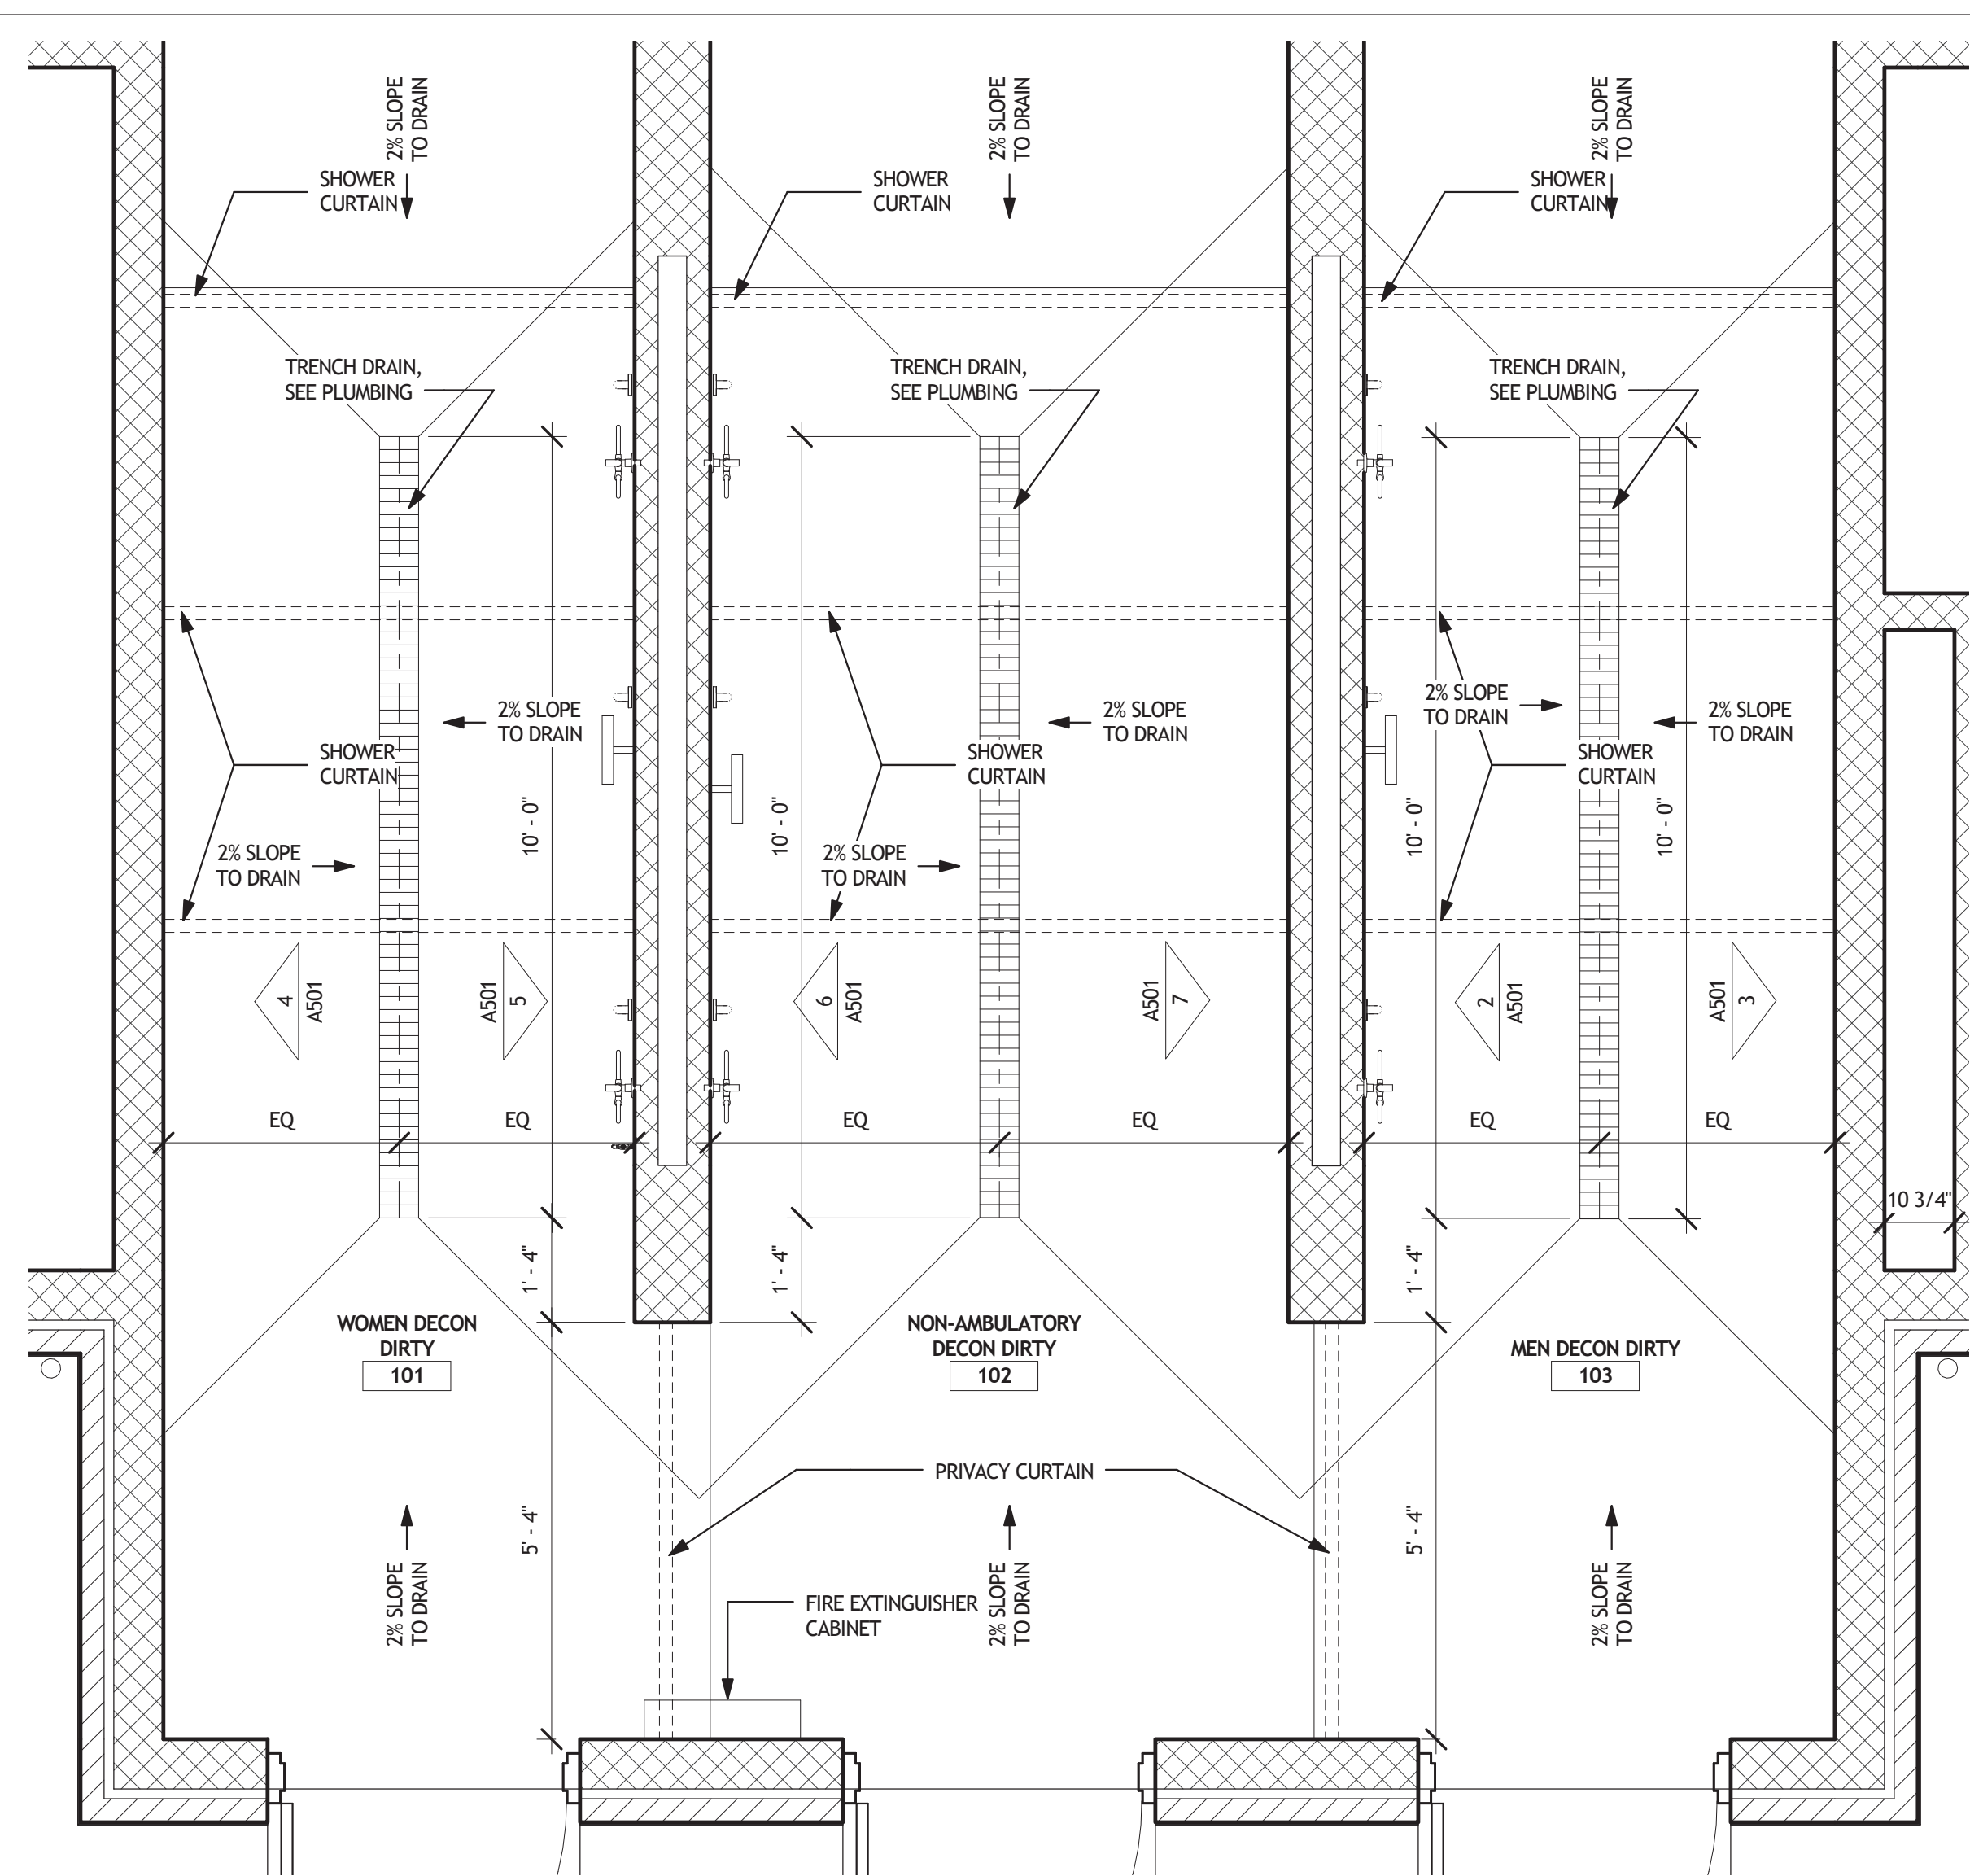 2% SLOPE
TO DRAIN
2% SLOPE
TO DRAIN
2% SLOPE
TO DRAIN
SHOWER
CURTAIN
SHOWER
CURTAIN
SHOWER
CURTAIN
TRENCH DRAIN,
SEE PLUMBING
TRENCH DRAIN,
SEE PLUMBING
TRENCH DRAIN,
SEE PLUMBING
2% SLOPE
TO DRAIN
2% SLOPE
TO DRAIN
2% SLOPE
TO DRAIN
2% SLOPE
TO DRAIN
SHOWER
CURTAIN
SHOWER
CURTAIN
SHOWER
CURTAIN
10' - 0"
10' - 0"
10' - 0"
10' - 0"
2% SLOPE
TO DRAIN
2% SLOPE
TO DRAIN
4
A501
A501
5
6
A501
A501
7
2
A501
A501
3
EQ
EQ
EQ
EQ
EQ
EQ
10 3/4"
1' - 4"
1' - 4"
1' - 4"
WOMEN DECON
DIRTY
101
NON-AMBULATORY
DECON DIRTY
102
MEN DECON DIRTY
103
PRIVACY CURTAIN
5' - 4"
5' - 4"
2% SLOPE
TO DRAIN
FIRE EXTINGUISHER
CABINET
2% SLOPE
TO DRAIN
2% SLOPE
TO DRAIN